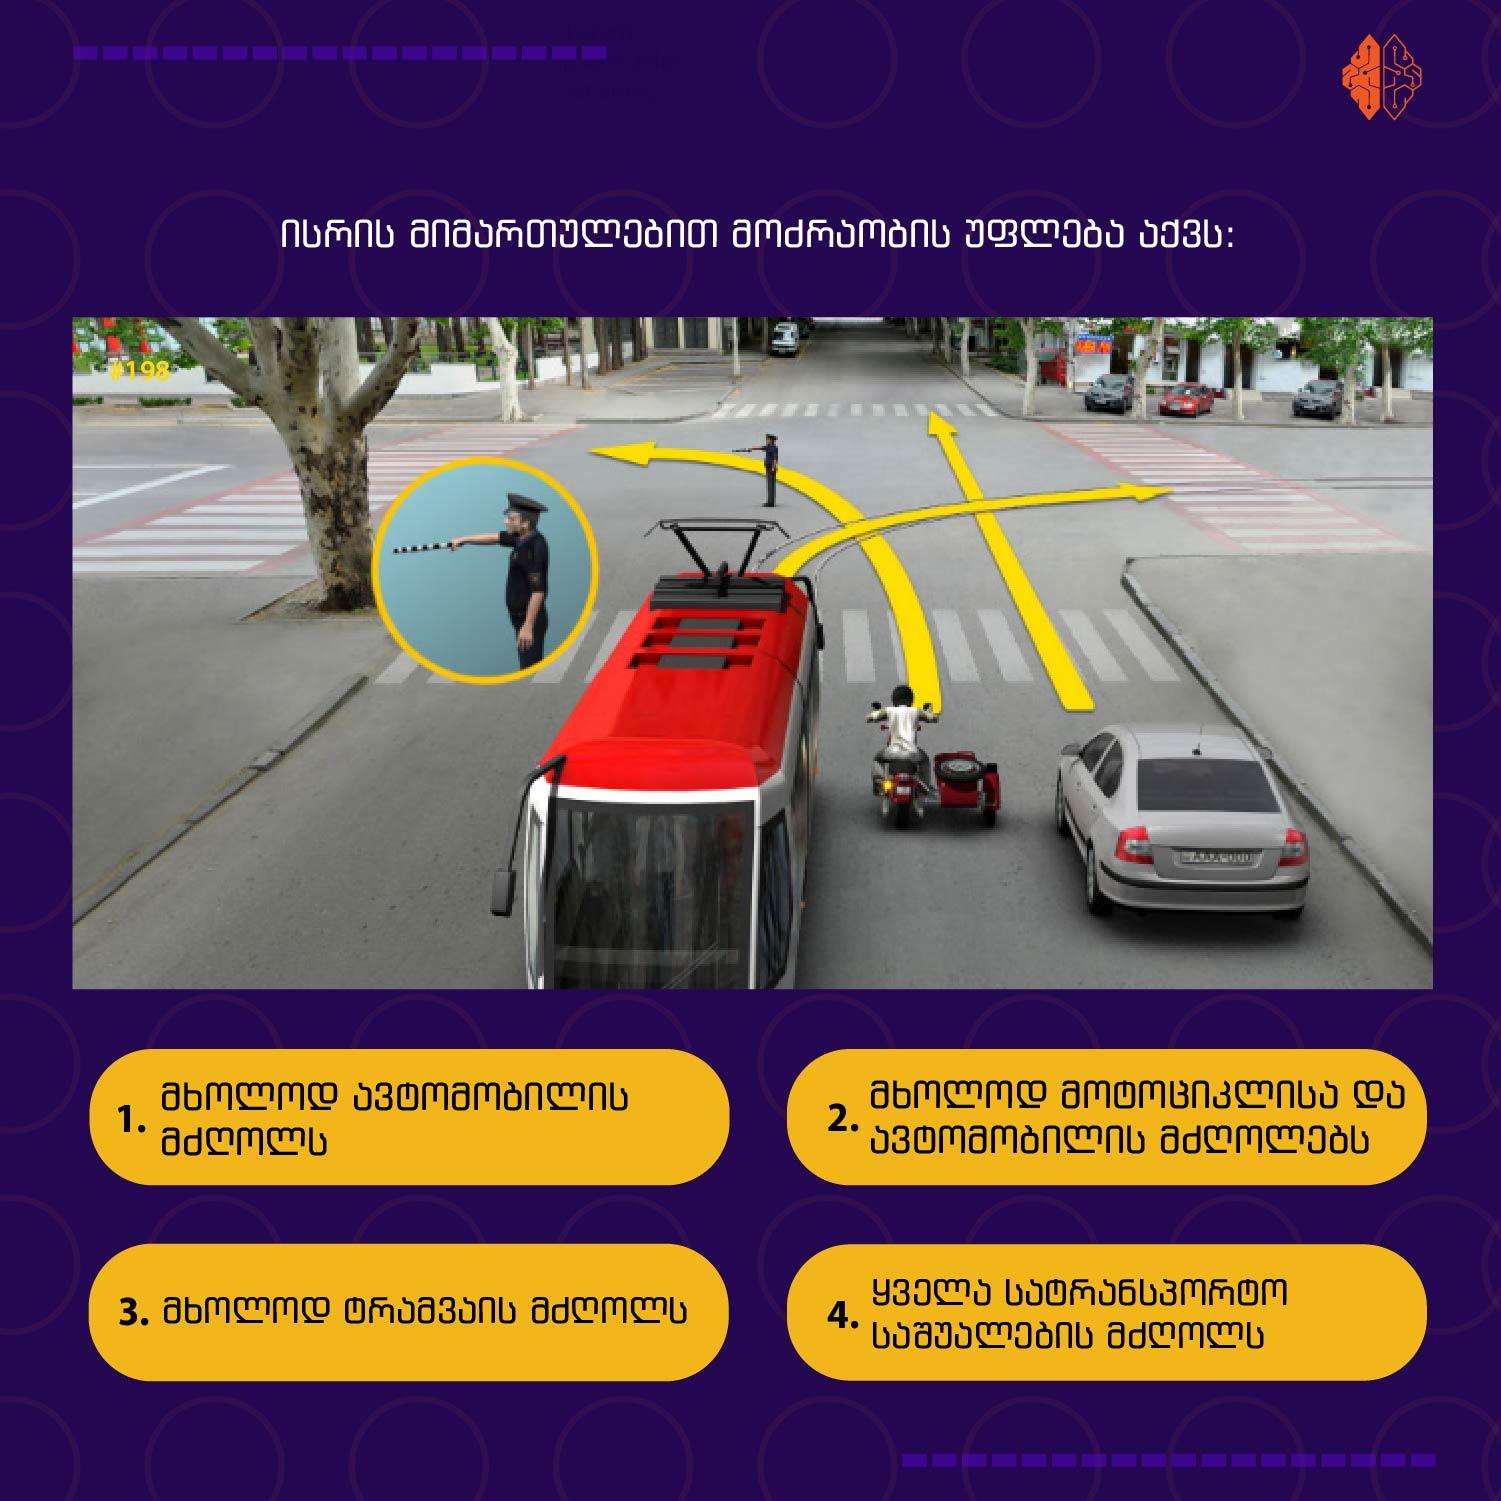 ისრის მიმართულებით მოძრაობის უფლება აქვს:
#198
1. მხოლოდ ავტომობილის
მძღოლს
2. მხოლოდ მოტოციკლისა და
ავტომობილის მძღოლებს
3. მხოლოდ ტრამვაის მძღოლს
4. ყველა სატრანსპორტო
საშუალების მძღოლს